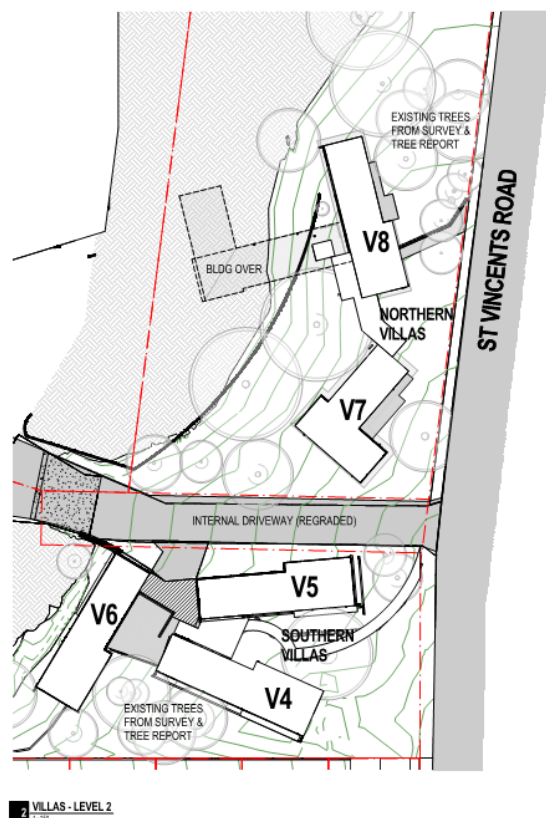 EXISTING TREES
FROM SURVEY &
TREE REPORT
V8
BLDG OVER
ST VINCENTS ROAD
NORTHERN
VILLAS
V7
INTERNAL DRIVEWAY (REGRADED)
V5
V6
SOUTHERN
VILLAS
V4
EXISTING TREES
FROM SURVEY &
TREE REPORT
2 VILLAS - LEVEL 2